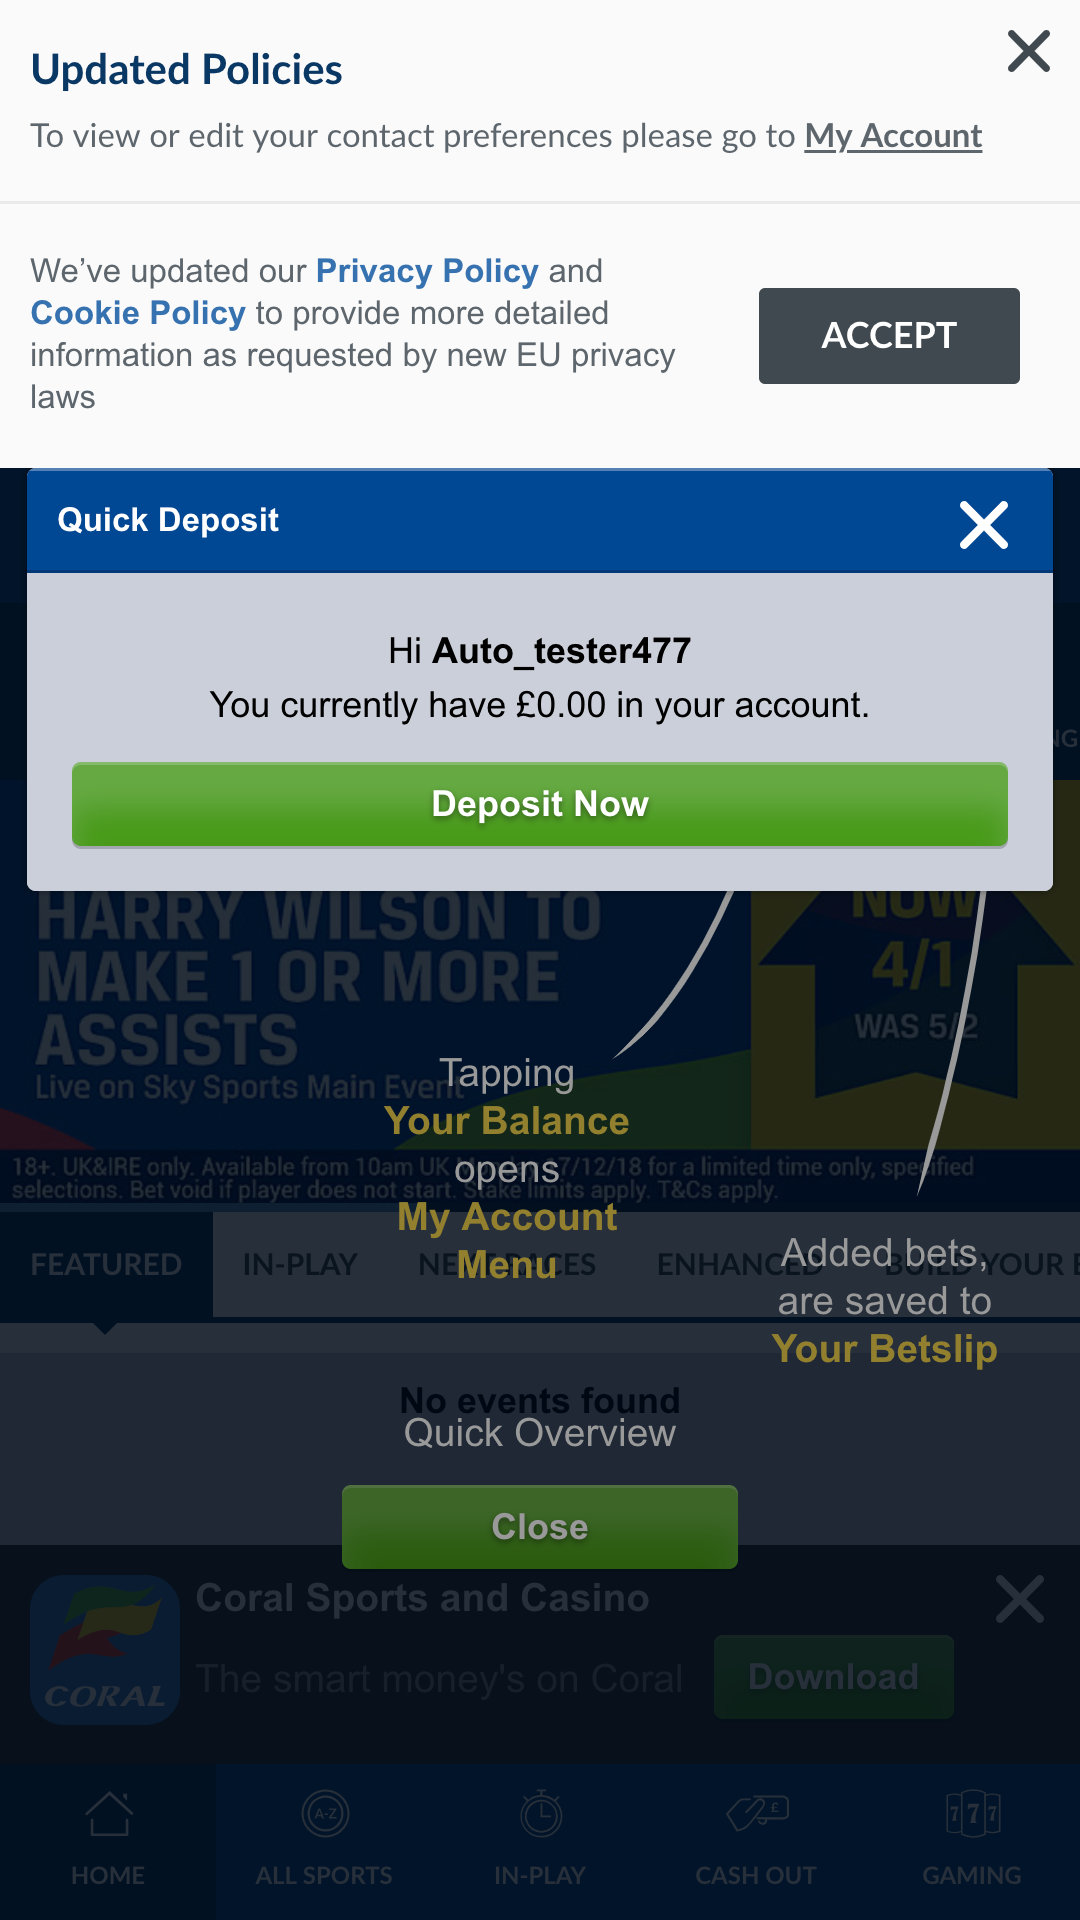 Updated Policies
To view or edit your contact preferences please go to My Account
We’ve updated our Privacy Policy and
Cookie Policy to provide more detailed
information as requested by new EU privacy
laws
ACCEPT
Quick Deposit
Hi Auto_tester477
You currently have £0.00 in your account.
Deposit Now
HARRY WILSON TO
MAKE 1 OR MORE
ASSISTS
Live on Sky Sports Main Event
NOW
4/1
WAS 5/2
Tapping
Your Balance
opens
My Account
Menu
18+. UK&IRE only. Available from 10am UK Monday 17/12/18 for a limited time only, specified
selections. Bet void if player does not start. Stake limits apply. T&Cs apply.
FEATURED
IN-PLAY
NEXT RACES
ENHANCED
BUILD YOUR
Added bets,
are saved to
Your Betslip
No events found
Quick Overview
Close
Coral Sports and Casino
The smart money's on Coral
Download
CORAL
HOME
A-Z
ALL SPORTS
IN-PLAY
£
CASH OUT
7 7 7
GAMING